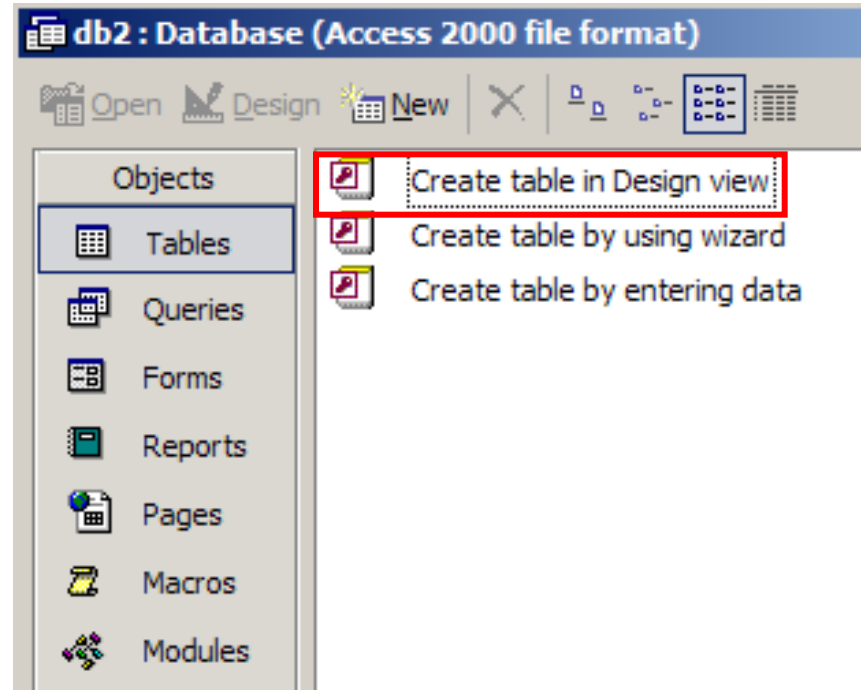 db2 : Database (Access 2000 file format)
Open Design New
Objects
Tables
Queries
Forms
Reports
Pages
Macros
Modules
Create table in Design view
Create table by using wizard
Create table by entering data